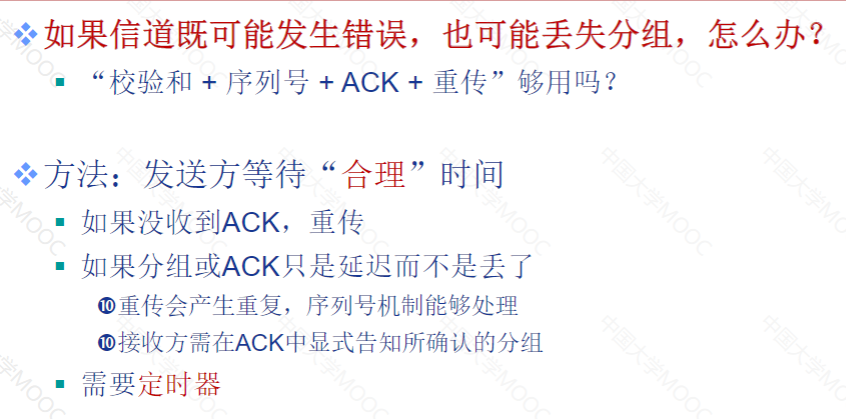 如果信道既可能发生错误，也可能丢失分组，怎么办？
“校验和 + 序列号 + ACK + 重传”够用吗？
方法：发送方等待“合理”时间
如果没收到ACK，重传
如果分组或ACK只是延迟而不是丢了
❿重传会产生重复，序列号机制能够处理
❿接收方需在ACK中显式告知所确认的分组
需要定时器
中国大学MOOC